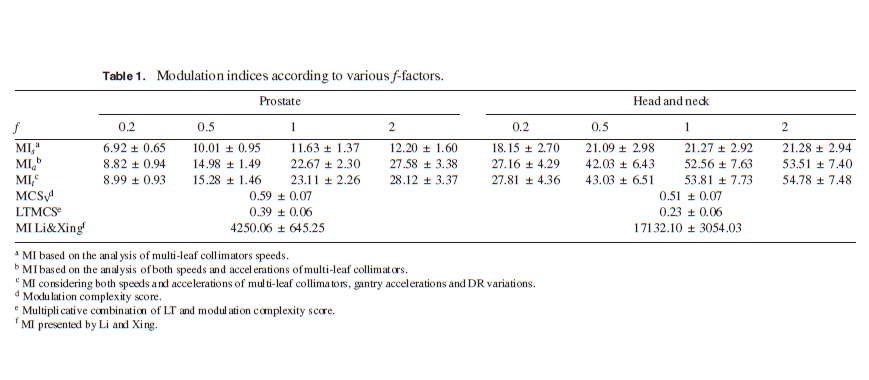 Table 1. Modulation indices according to various f-factors.
Prostate Head and neck
f 0.2 0.5 1 2 0.2 0.5 1 2
MIsᵃ 6.92 ± 0.65 10.01 ± 0.95 11.63 ± 1.37 12.20 ± 1.60 18.15 ± 2.70 21.09 ± 2.98 21.27 ± 2.92 21.28 ± 2.94
MIaᵇ 8.82 ± 0.94 14.98 ± 1.49 22.67 ± 2.30 27.58 ± 3.38 27.16 ± 4.29 42.03 ± 6.43 52.56 ± 7.63 53.51 ± 7.40
MItᶜ 8.99 ± 0.93 15.28 ± 1.46 23.11 ± 2.26 28.12 ± 3.37 27.81 ± 4.36 43.03 ± 6.51 53.81 ± 7.73 54.78 ± 7.48
MCSvᵈ 0.59 ± 0.07 0.51 ± 0.07
LTMCSᵉ 0.39 ± 0.06 0.23 ± 0.06
MI Li&Xingᶠ 4250.06 ± 645.25 17132.10 ± 3054.03
ᵃ MI based on the analysis of multi-leaf collimators speeds.
ᵇ MI based on the analysis of both speeds and accelerations of multi-leaf collimators.
ᶜ MI considering both speeds and accelerations of multi-leaf collimators, gantry accelerations and DR variations.
ᵈ Modulation complexity score.
ᵉ Multiplicative combination of LT and modulation complexity score.
ᶠ MI presented by Li and Xing.